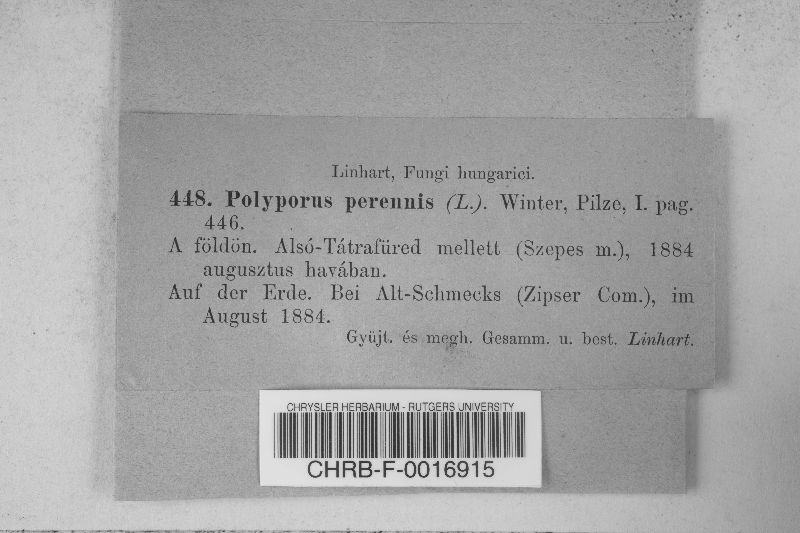 Linhart, Fungi hungarici.
448. Polyporus perennis (L.). Winter, Pilze, I. pag.
446.
A földön. Alsó-Tátrafüred mellett (Szepes m.), 1884
augusztus havában.
Auf der Erde. Bei Alt-Schmecks (Zipser Com.), im
August 1884.
Gyüjt. és megh. Gesamm. u. best. Linhart.
CHRYSLER HERBARIUM - RUTGERS UNIVERSITY
CHRB-F-0016915